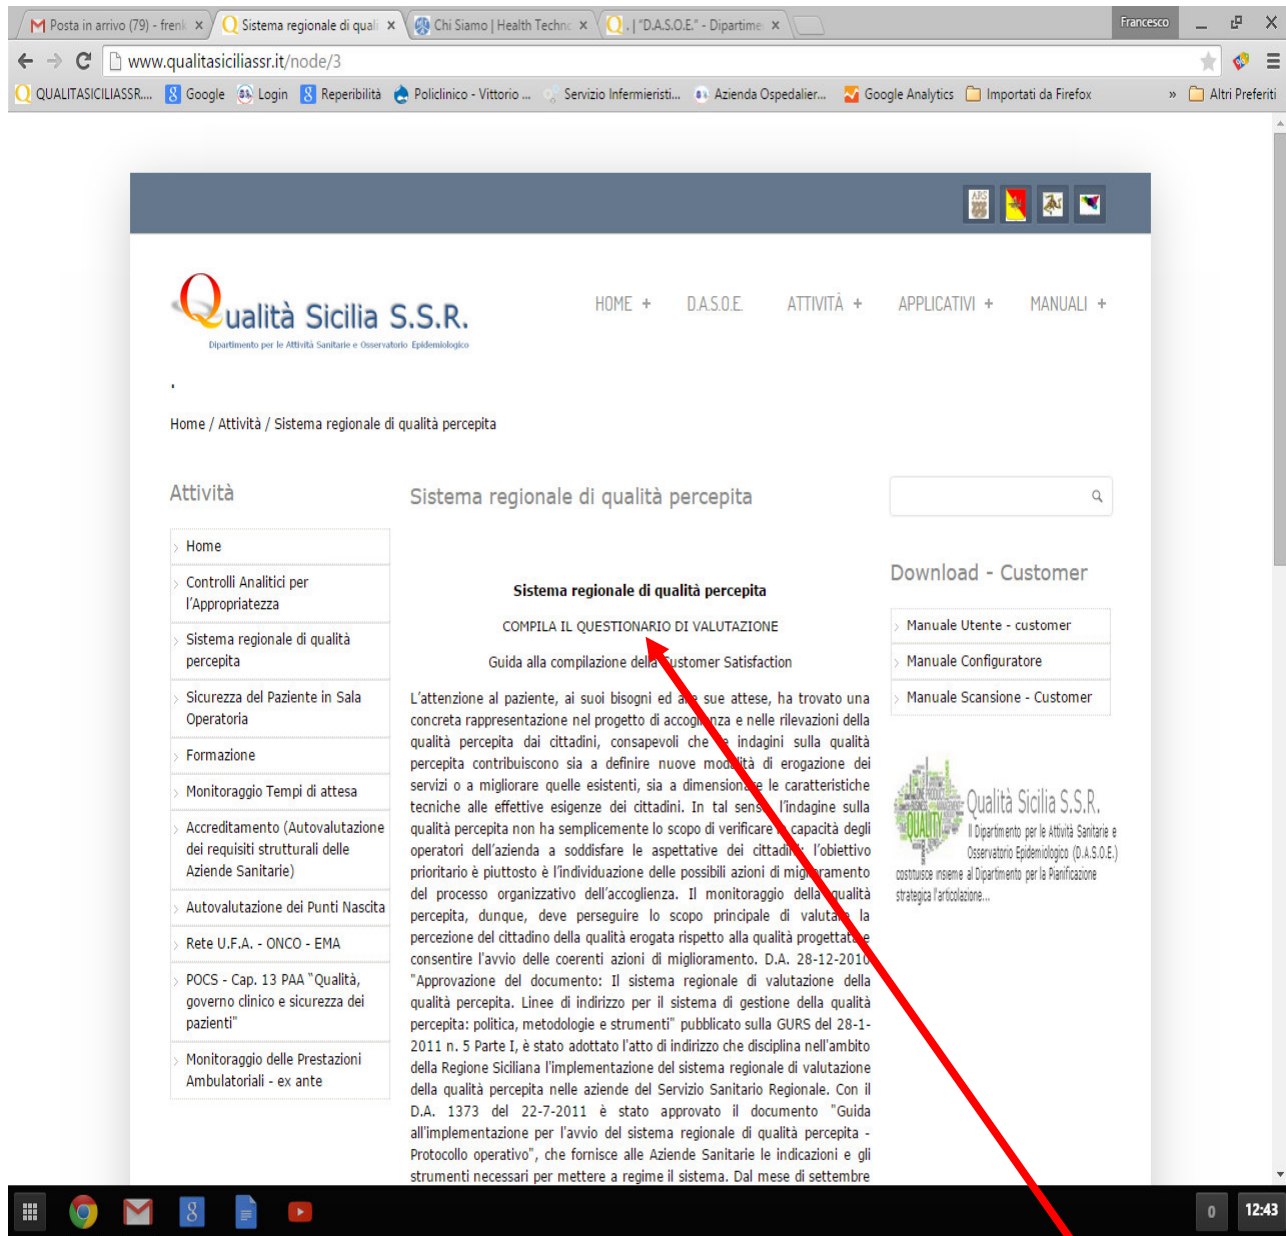 Posta in arrivo (79) - frenk
Sistema regionale di quali
Chi Siamo | Health Techno
. | "D.A.S.O.E." - Dipartimen
Francesco
www.qualitasiciliassr.it/node/3
QUALITASICILIASSR....
Google
Login
Reperibilità
Policlinico - Vittorio ...
Servizio Infermieristi...
Azienda Ospedalier...
Google Analytics
Importati da Firefox
» Altri Preferiti
ARS
Qualità Sicilia S.S.R.
Dipartimento per le Attività Sanitarie e Osservatorio Epidemiologico
HOME +
D.A.S.O.E.
ATTIVITÀ +
APPLICATIVI +
MANUALI +
.
Home / Attività / Sistema regionale di qualità percepita
Attività
Home
Controlli Analitici per
l'Appropriatezza
Sistema regionale di qualità
percepita
Sicurezza del Paziente in Sala
Operatoria
Formazione
Monitoraggio Tempi di attesa
Accreditamento (Autovalutazione
dei requisiti strutturali delle
Aziende Sanitarie)
Autovalutazione dei Punti Nascita
Rete U.F.A. - ONCO - EMA
POCS - Cap. 13 PAA "Qualità,
governo clinico e sicurezza dei
pazienti"
Monitoraggio delle Prestazioni
Ambulatoriali - ex ante
Sistema regionale di qualità percepita
Sistema regionale di qualità percepita
COMPILA IL QUESTIONARIO DI VALUTAZIONE
Guida alla compilazione della Customer Satisfaction
L'attenzione al paziente, ai suoi bisogni ed alle sue attese, ha trovato una
concreta rappresentazione nel progetto di accoglienza e nelle rilevazioni della
qualità percepita dai cittadini, consapevoli che le indagini sulla qualità
percepita contribuiscono sia a definire nuove modalità di erogazione dei
servizi o a migliorare quelle esistenti, sia a dimensionare le caratteristiche
tecniche alle effettive esigenze dei cittadini. In tal senso l'indagine sulla
qualità percepita non ha semplicemente lo scopo di verificare la capacità degli
operatori dell'azienda a soddisfare le aspettative dei cittadini: l'obiettivo
prioritario è piuttosto è l'individuazione delle possibili azioni di miglioramento
del processo organizzativo dell'accoglienza. Il monitoraggio della qualità
percepita, dunque, deve perseguire lo scopo principale di valutare la
percezione del cittadino della qualità erogata rispetto alla qualità progettata e
consentire l'avvio delle coerenti azioni di miglioramento. D.A. 28-12-2010
"Approvazione del documento: Il sistema regionale di valutazione della
qualità percepita. Linee di indirizzo per il sistema di gestione della qualità
percepita: politica, metodologie e strumenti" pubblicato sulla GURS del 28-1-
2011 n. 5 Parte I, è stato adottato l'atto di indirizzo che disciplina nell'ambito
della Regione Siciliana l'implementazione del sistema regionale di valutazione
della qualità percepita nelle aziende del Servizio Sanitario Regionale. Con il
D.A. 1373 del 22-7-2011 è stato approvato il documento "Guida
all'implementazione per l'avvio del sistema regionale di qualità percepita -
Protocollo operativo", che fornisce alle Aziende Sanitarie le indicazioni e gli
strumenti necessari per mettere a regime il sistema. Dal mese di settembre
Download - Customer
Manuale Utente - customer
Manuale Configuratore
Manuale Scansione - Customer
QUALITY
Qualità Sicilia S.S.R.
Il Dipartimento per le Attività Sanitarie e
Osservatorio Epidemiologico (D.A.S.O.E.)
costituisce insieme al Dipartimento per la Pianificazione
strategica l'articolazione...
0
12:43